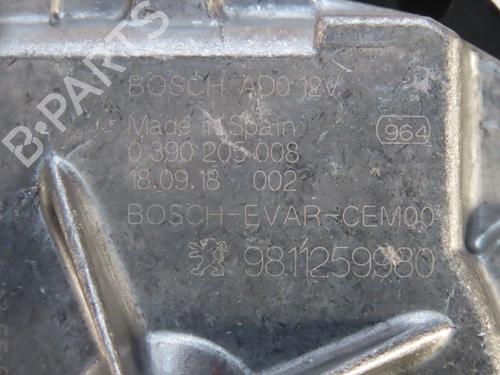 B-PARTS
BOSCH AD0 12V
Made in Spain
964
0 390 205 008
18.09.18 002
BOSCH-EVAR-CEM00
9811259980